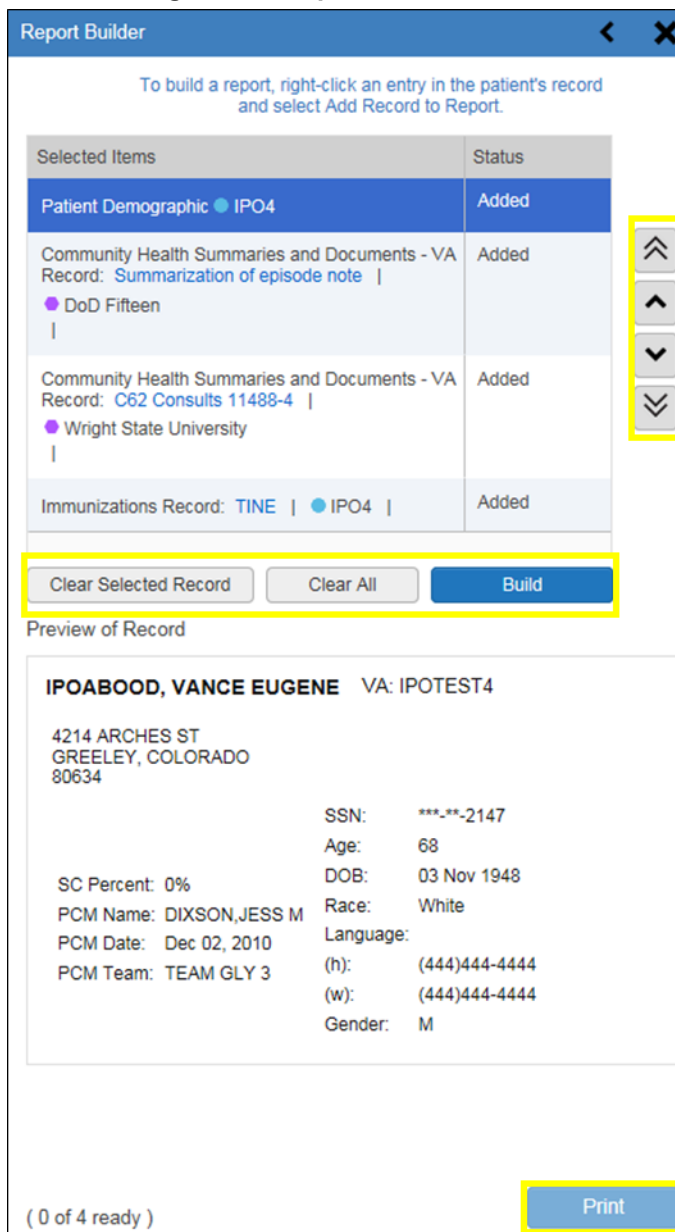 Report Builder
To build a report, right-click an entry in the patient's record
and select Add Record to Report.
Selected Items Status
Patient Demographic IPO4 Added
Community Health Summaries and Documents - VA Added
Record: Summarization of episode note |
DoD Fifteen
|
Community Health Summaries and Documents - VA Added
Record: C62 Consults 11488-4 |
Wright State University
|
Immunizations Record: TINE | IPO4 | Added
Clear Selected Record Clear All Build
Preview of Record
IPOABOOD, VANCE EUGENE VA: IPOTEST4
4214 ARCHES ST
GREELEY, COLORADO
80634
SSN: ***-**-2147
Age: 68
SC Percent: 0% DOB: 03 Nov 1948
PCM Name: DIXSON,JESS M Race: White
PCM Date: Dec 02, 2010 Language:
PCM Team: TEAM GLY 3 (h): (444)444-4444
(w): (444)444-4444
Gender: M
( 0 of 4 ready ) Print